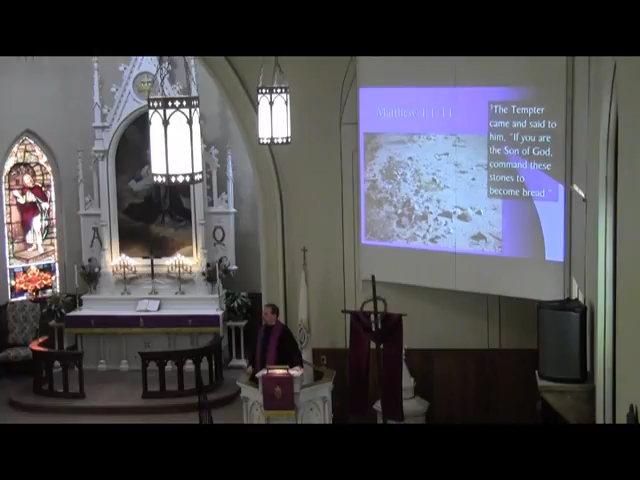 Matthew 4:1-11
³The Tempter
came and said to
him, "If you are
the Son of God,
command these
stones to
become bread."
Α
Ω